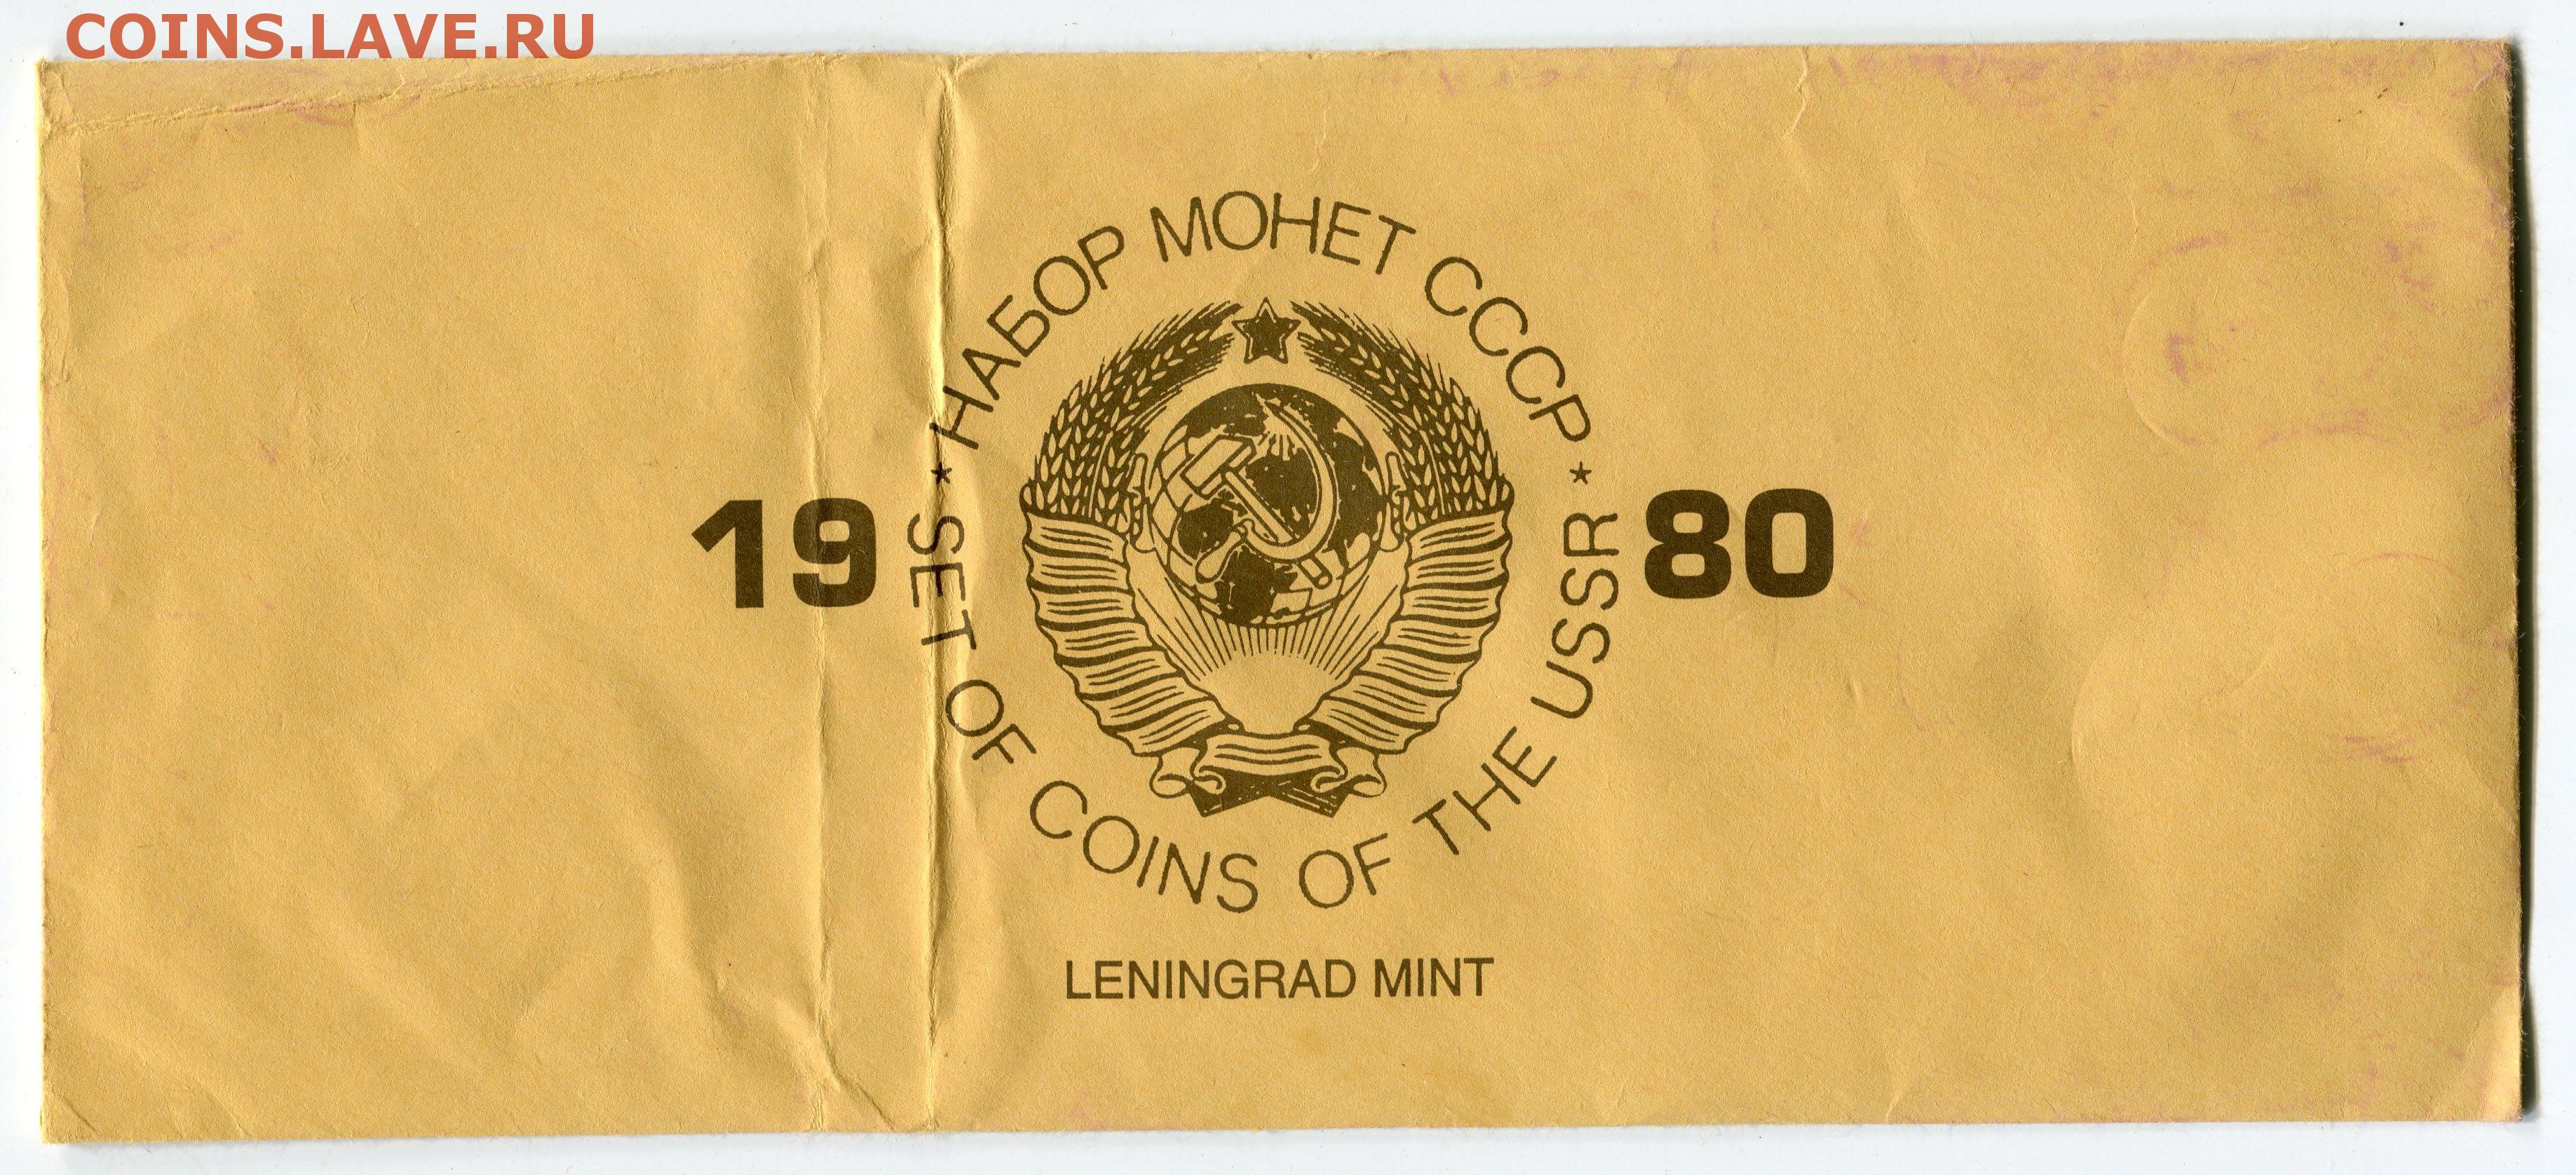 COINS.LAVE.RU
НАБОР МОНЕТ СССР
19
80
* SET OF COINS OF THE USSR *
LENINGRAD MINT